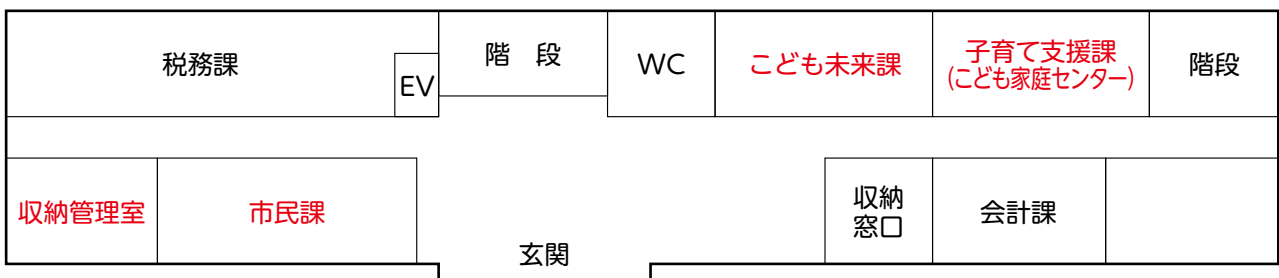 税務課
EV
階 段
WC
こども未来課
子育て支援課
(こども家庭センター)
階段
収納管理室
市民課
玄関
収納
窓口
会計課